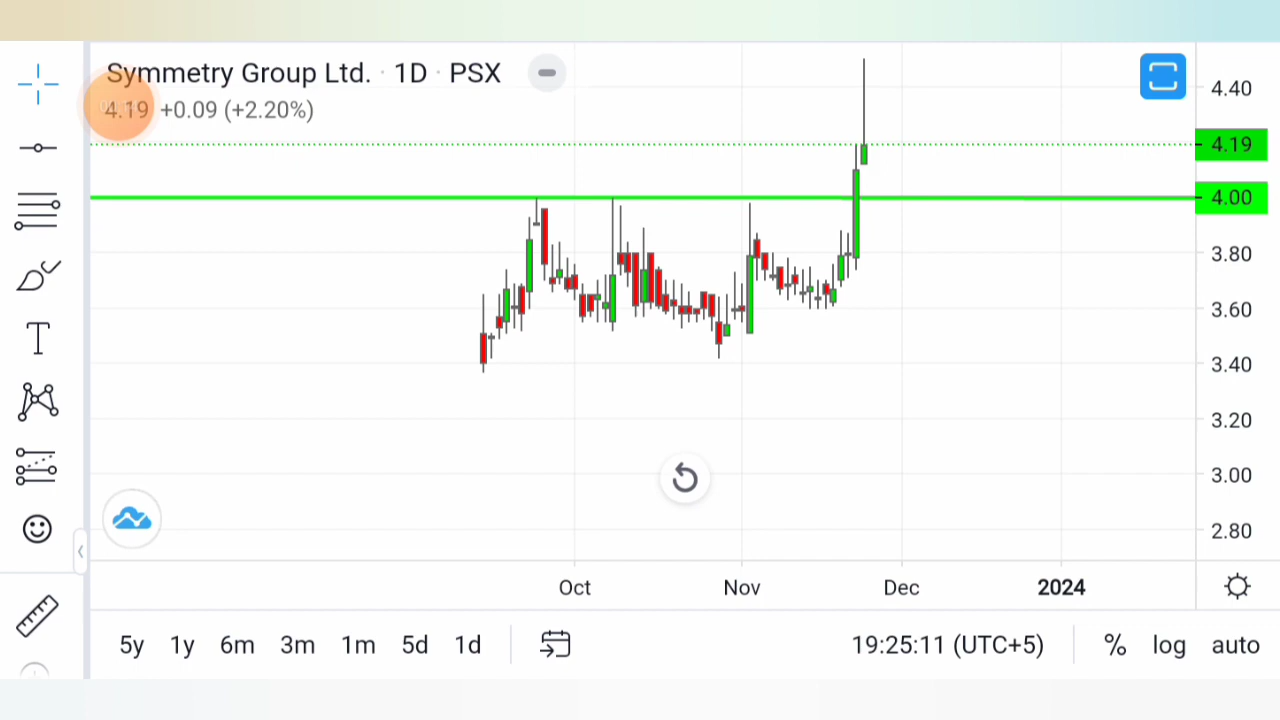 Symmetry Group Ltd. · 1D · PSX
4.19 +0.09 (+2.20%)
4.40
4.19
4.00
3.80
3.60
3.40
3.20
3.00
2.80
T
Oct Nov Dec 2024
5y 1y 6m 3m 1m 5d 1d 19:25:11 (UTC+5) % log auto